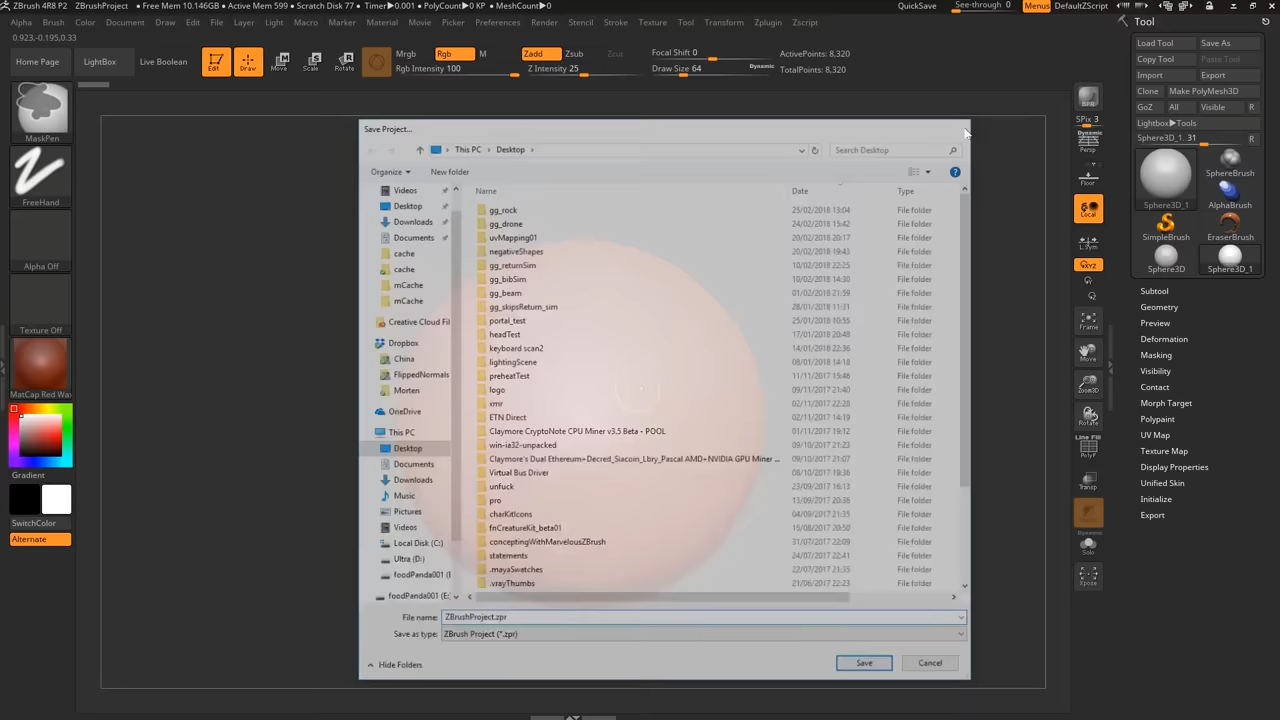 ZBrush 4R8 P2 ZBrushProject • Free Mem 10.146GB • Active Mem 599 • Scratch Disk 77 • Timer▶0.001 • PolyCount▶0 KP • MeshCount▶0 QuickSave See-through 0 Menus DefaultZScript
Alpha Brush Color Document Draw Edit File Layer Light Macro Marker Material Movie Picker Preferences Render Stencil Stroke Texture Tool Transform Zplugin Zscript
Tool
0.923,-0.195,0.33
Home Page LightBox Live Boolean Edit Draw Move Scale Rotate
Mrgb Rgb M Zadd Zsub Zcut Focal Shift 0 ActivePoints: 8,320
Rgb Intensity 100 Z Intensity 25 Draw Size 64 Dynamic TotalPoints: 8,320
Load Tool Save As
Copy Tool Paste Tool
Import Export
Clone Make PolyMesh3D
GoZ All Visible R
Lightbox▶Tools
Sphere3D_1. 31 R
SphereBrush
Sphere3D_1 AlphaBrush
SimpleBrush EraserBrush
Sphere3D Sphere3D_1
Subtool
Geometry
Preview
Deformation
Masking
Visibility
Contact
Morph Target
Polypaint
UV Map
Texture Map
Display Properties
Unified Skin
Initialize
Export
MaskPen
FreeHand
Alpha Off
Texture Off
MatCap Red Wax
Gradient
SwitchColor
Alternate
BPR
SPix 3
Dynamic
Persp
Floor
Local
L.Sym
Qxyz
Frame
Move
Zoom3D
Rotate
Line Fill
PolyF
Transp
Dynamic
Solo
Xpose
Save Project...
This PC Desktop
Search Desktop
Organize New folder
Name Date Type
Videos
Desktop
Downloads
Documents
cache
cache
mCache
mCache
Creative Cloud Fil
Dropbox
China
FlippedNormals
Morten
OneDrive
This PC
Desktop
Documents
Downloads
Music
Pictures
Videos
Local Disk (C:)
Ultra (D:)
foodPanda001 (I
foodPanda001 (E:
gg_rock 25/02/2018 13:04 File folder
gg_drone 24/02/2018 15:42 File folder
uvMapping01 20/02/2018 20:17 File folder
negativeShapes 20/02/2018 19:43 File folder
gg_returnSim 10/02/2018 22:25 File folder
gg_bibSim 10/02/2018 14:30 File folder
gg_beam 01/02/2018 21:59 File folder
gg_skipsReturn_sim 28/01/2018 11:31 File folder
portal_test 25/01/2018 10:55 File folder
headTest 17/01/2018 20:48 File folder
keyboard scan2 14/01/2018 22:36 File folder
lightingScene 08/01/2018 14:18 File folder
preheatTest 11/11/2017 15:46 File folder
logo 09/11/2017 21:40 File folder
xmr 02/11/2017 22:28 File folder
ETN Direct 02/11/2017 14:19 File folder
Claymore CryptoNote CPU Miner v3.5 Beta - POOL 01/11/2017 19:12 File folder
win-ia32-unpacked 09/10/2017 21:23 File folder
Claymore's Dual Ethereum+Decred_Siacoin_Lbry_Pascal AMD+NVIDIA GPU Miner ... 09/10/2017 21:07 File folder
Virtual Bus Driver 08/10/2017 19:36 File folder
unfuck 23/09/2017 16:13 File folder
pro 13/09/2017 20:36 File folder
charKitIcons 04/09/2017 21:35 File folder
fnCreatureKit_beta01 15/08/2017 20:50 File folder
conceptingWithMarvelousZBrush 31/07/2017 22:09 File folder
statements 24/07/2017 22:41 File folder
.mayaSwatches 22/07/2017 21:35 File folder
.vrayThumbs 21/06/2017 22:23 File folder
File name: ZBrushProject.zpr
Save as type: ZBrush Project (*.zpr)
Hide Folders Save Cancel